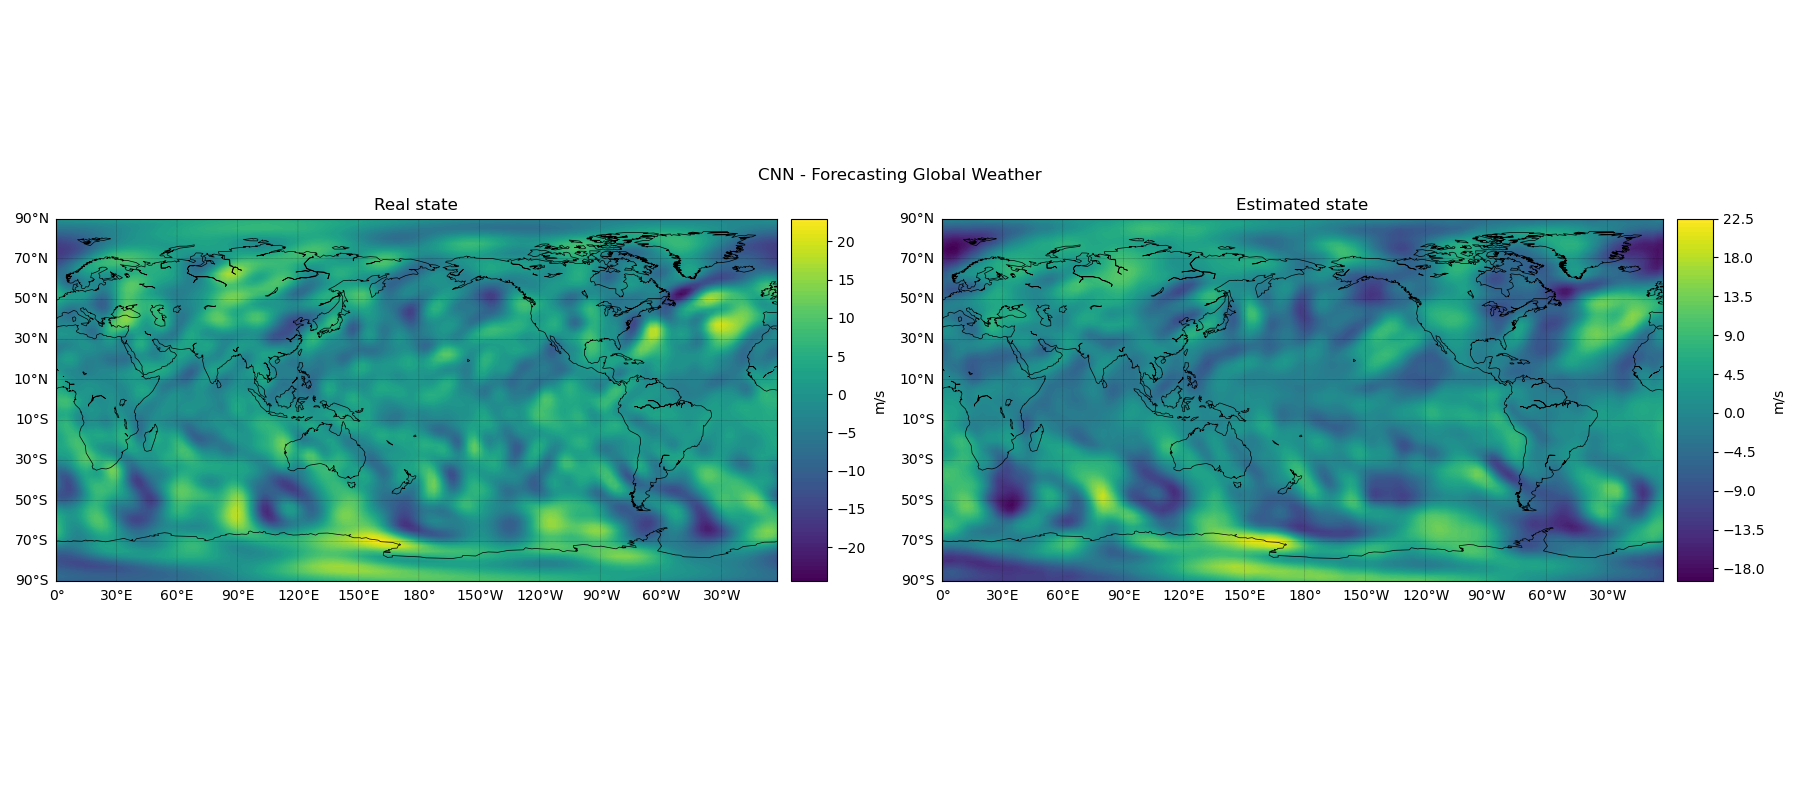 CNN - Forecasting Global Weather
Real state
90°N
70°N
50°N
30°N
10°N
10°S
30°S
50°S
70°S
90°S
0°
30°E
60°E
90°E
120°E
150°E
180°
150°W
120°W
90°W
60°W
30°W
20
15
10
5
0
−5
−10
−15
−20
m/s
Estimated state
90°N
70°N
50°N
30°N
10°N
10°S
30°S
50°S
70°S
90°S
0°
30°E
60°E
90°E
120°E
150°E
180°
150°W
120°W
90°W
60°W
30°W
22.5
18.0
13.5
9.0
4.5
0.0
−4.5
−9.0
−13.5
−18.0
m/s